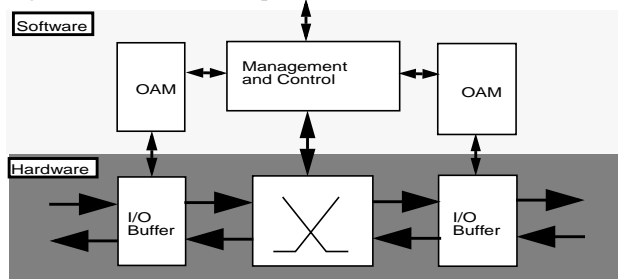 Software
Management
and Control
OAM
OAM
Hardware
I/O
Buffer
I/O
Buffer